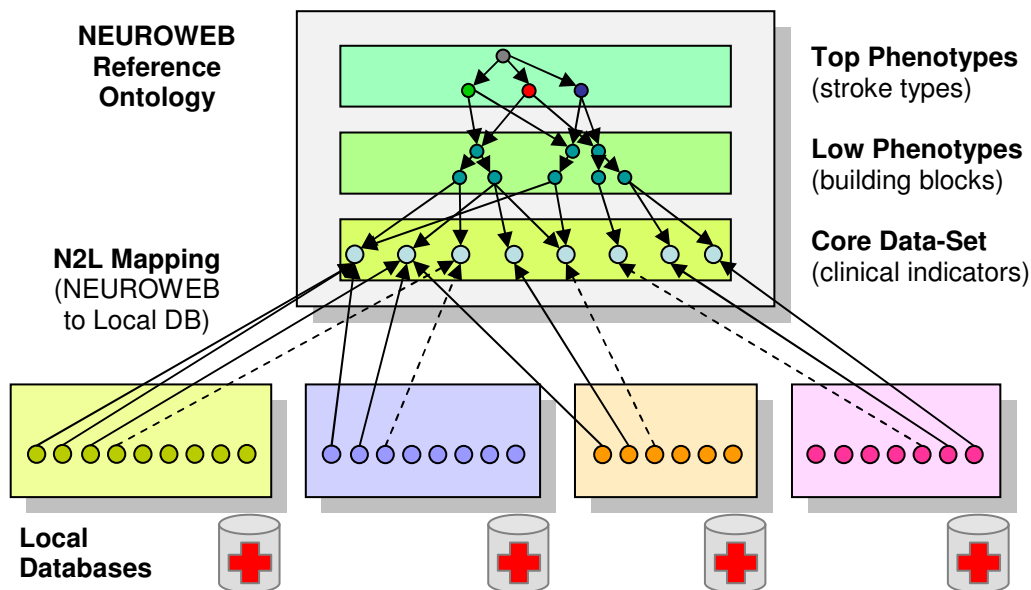 NEUROWEB
Reference
Ontology
Top Phenotypes
(stroke types)
Low Phenotypes
(building blocks)
Core Data-Set
(clinical indicators)
N2L Mapping
(NEUROWEB
to Local DB)
Local
Databases